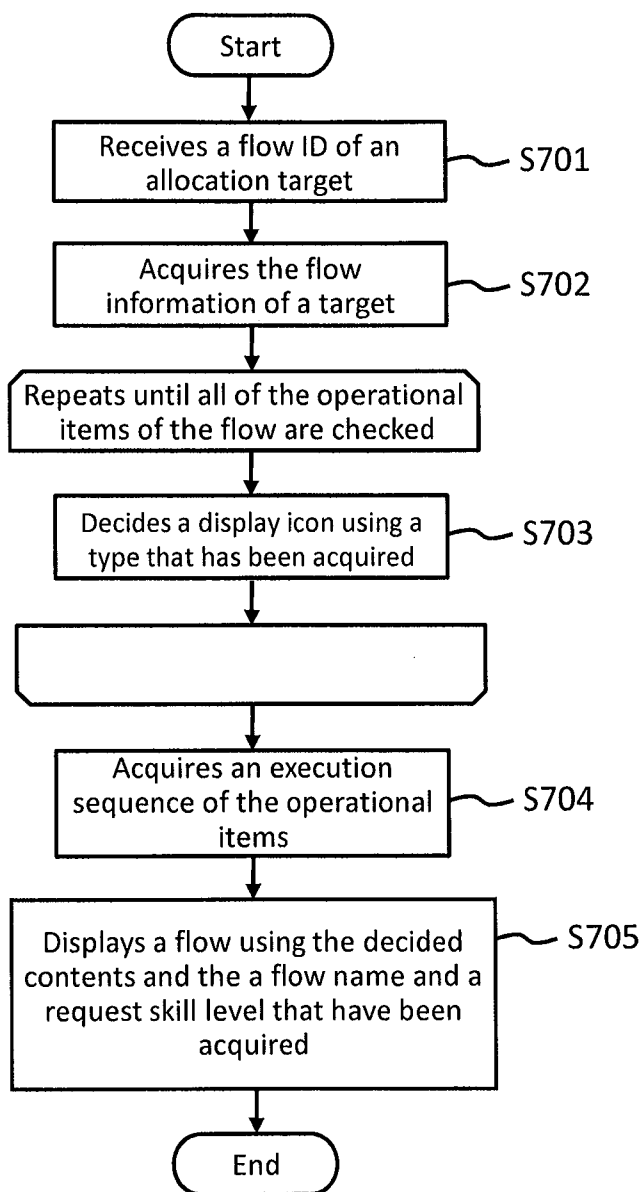 Start
Receives a flow ID of an
allocation target
S701
Acquires the flow
information of a target
S702
Repeats until all of the operational
items of the flow are checked
Decides a display icon using a
type that has been acquired
S703
Acquires an execution
sequence of the operational
items
S704
Displays a flow using the decided
contents and the a flow name and a
request skill level that have been
acquired
S705
End